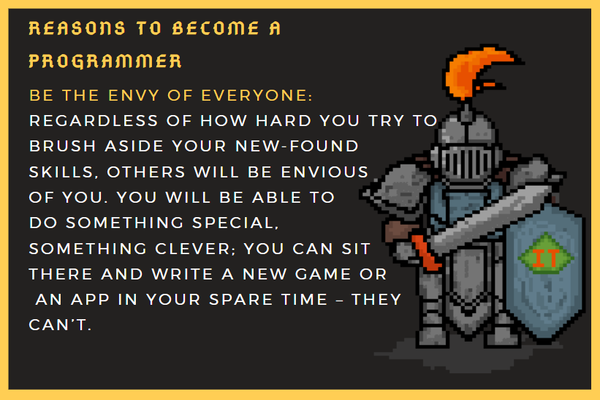 REASONS TO BECOME A
PROGRAMMER
BE THE ENVY OF EVERYONE:
REGARDLESS OF HOW HARD YOU TRY TO
BRUSH ASIDE YOUR NEW-FOUND
SKILLS, OTHERS WILL BE ENVIOUS
OF YOU. YOU WILL BE ABLE TO
DO SOMETHING SPECIAL,
SOMETHING CLEVER; YOU CAN SIT
THERE AND WRITE A NEW GAME OR
AN APP IN YOUR SPARE TIME – THEY
CAN'T.
IT